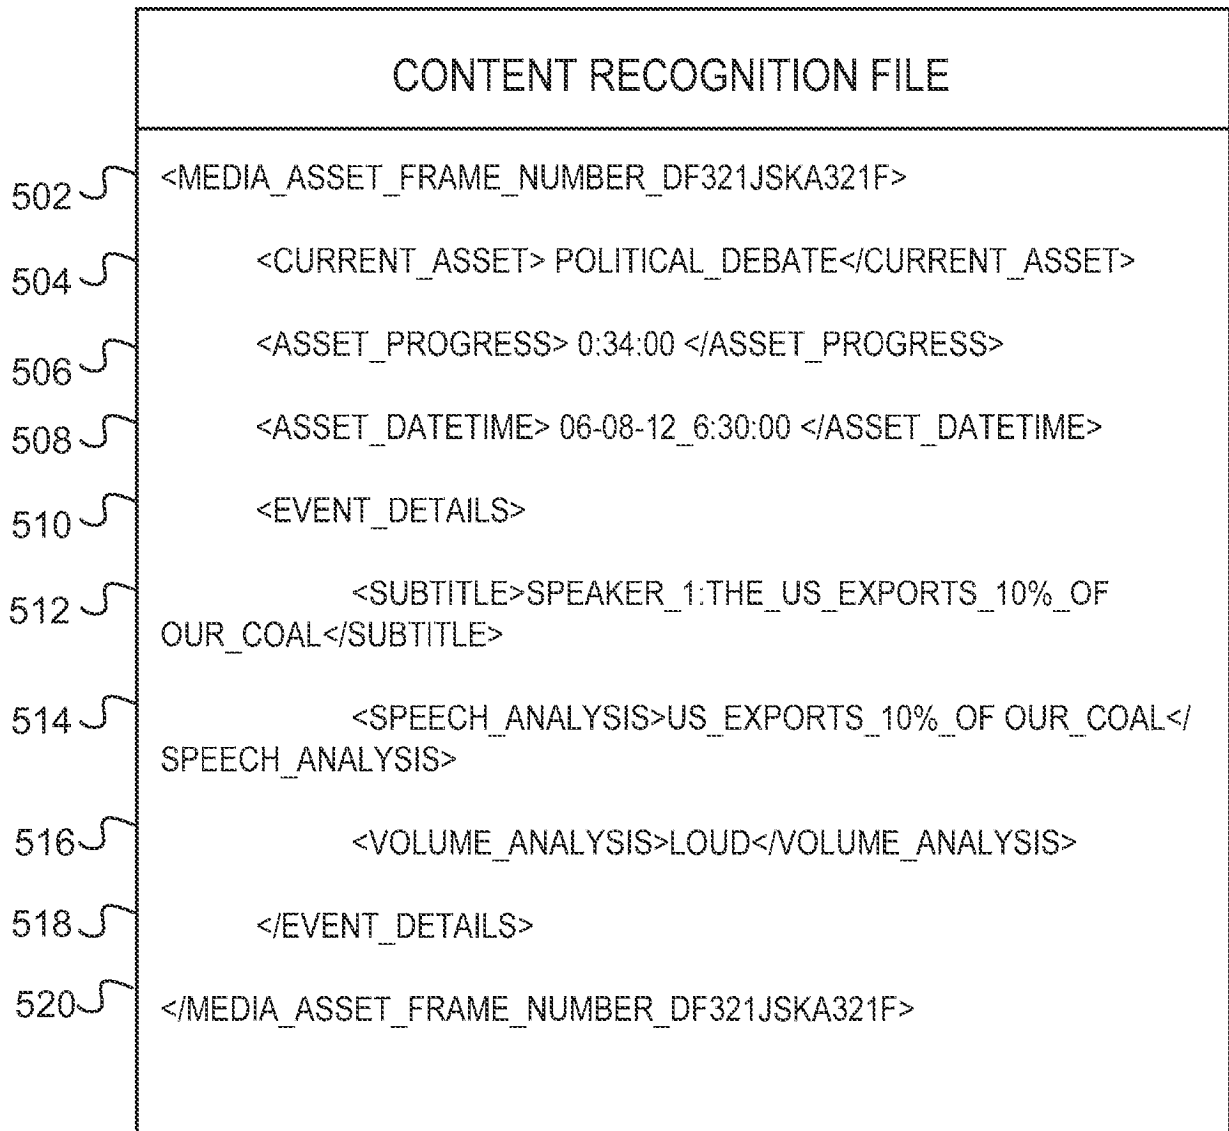 CONTENT RECOGNITION FILE
502
<MEDIA_ASSET_FRAME_NUMBER_DF321JSKA321F>
504
<CURRENT_ASSET> POLITICAL_DEBATE</CURRENT_ASSET>
506
<ASSET_PROGRESS> 0:34:00 </ASSET_PROGRESS>
508
<ASSET_DATETIME> 06-08-12_6:30:00 </ASSET_DATETIME>
510
<EVENT_DETAILS>
512
<SUBTITLE>SPEAKER_1:THE_US_EXPORTS_10%_OF
OUR_COAL</SUBTITLE>
514
<SPEECH_ANALYSIS>US_EXPORTS_10%_OF OUR_COAL</
SPEECH_ANALYSIS>
516
<VOLUME_ANALYSIS>LOUD</VOLUME_ANALYSIS>
518
</EVENT_DETAILS>
520
</MEDIA_ASSET_FRAME_NUMBER_DF321JSKA321F>